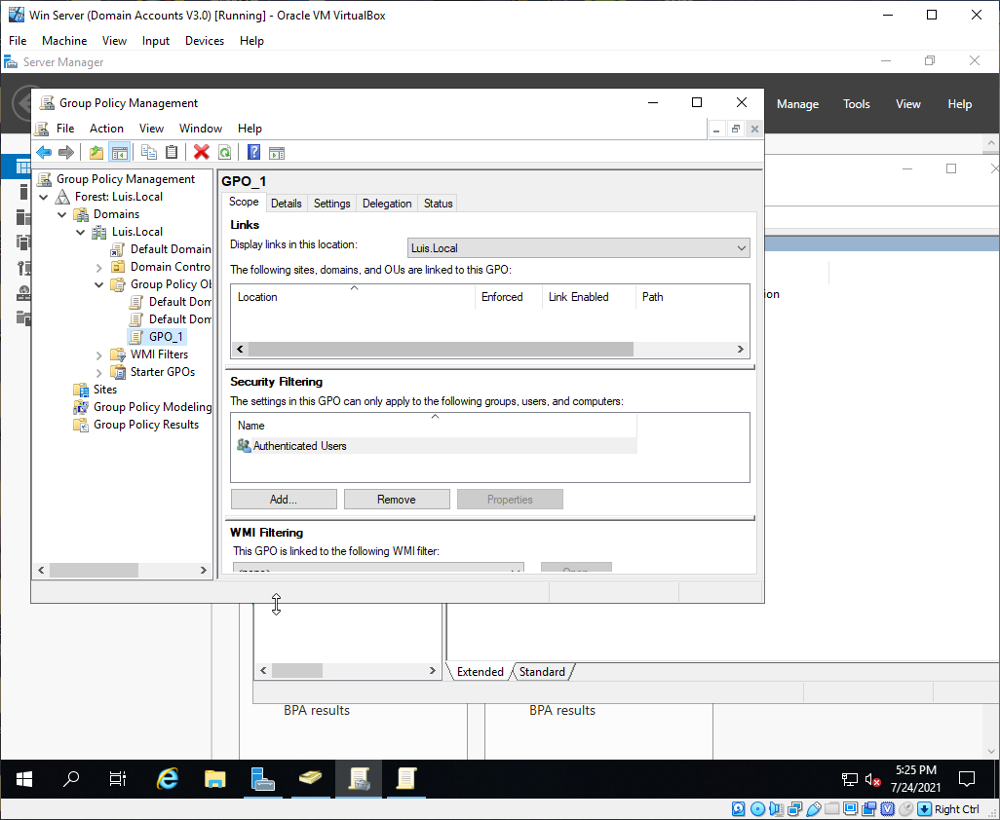 Win Server (Domain Accounts V3.0) [Running] - Oracle VM VirtualBox
File Machine View Input Devices Help
Server Manager
Manage Tools View Help
Group Policy Management
File Action View Window Help
Group Policy Management
Forest: Luis.Local
Domains
Luis.Local
Default Domain
Domain Contro
Group Policy Ob
Default Dom
Default Dom
GPO_1
WMI Filters
Starter GPOs
Sites
Group Policy Modeling
Group Policy Results
GPO_1
Scope Details Settings Delegation Status
Links
Display links in this location: Luis.Local
The following sites, domains, and OUs are linked to this GPO:
Location Enforced Link Enabled Path
Security Filtering
The settings in this GPO can only apply to the following groups, users, and computers:
Name
Authenticated Users
Add... Remove Properties
WMI Filtering
This GPO is linked to the following WMI filter:
<none> Open
ion
Extended Standard
BPA results BPA results
5:25 PM
7/24/2021
Right Ctrl